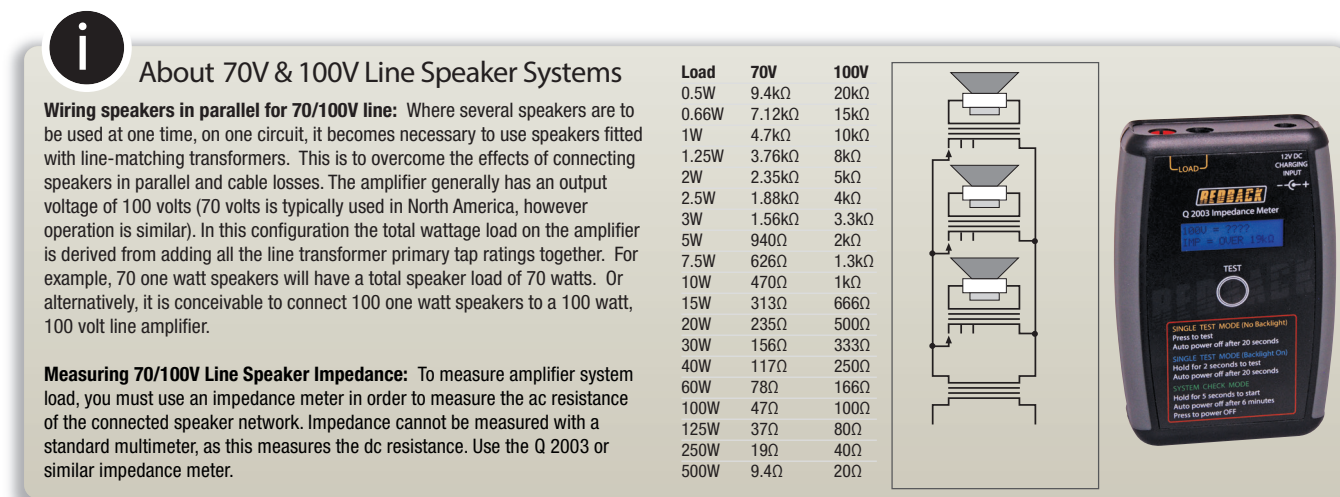 i
About 70V & 100V Line Speaker Systems
Wiring speakers in parallel for 70/100V line: Where several speakers are to
be used at one time, on one circuit, it becomes necessary to use speakers fitted
with line-matching transformers. This is to overcome the effects of connecting
speakers in parallel and cable losses. The amplifier generally has an output
voltage of 100 volts (70 volts is typically used in North America, however
operation is similar). In this configuration the total wattage load on the amplifier
is derived from adding all the line transformer primary tap ratings together. For
example, 70 one watt speakers will have a total speaker load of 70 watts. Or
alternatively, it is conceivable to connect 100 one watt speakers to a 100 watt,
100 volt line amplifier.
Measuring 70/100V Line Speaker Impedance: To measure amplifier system
load, you must use an impedance meter in order to measure the ac resistance
of the connected speaker network. Impedance cannot be measured with a
standard multimeter, as this measures the dc resistance. Use the Q 2003 or
similar impedance meter.
Load 70V 100V
0.5W 9.4kΩ 20kΩ
0.66W 7.12kΩ 15kΩ
1W 4.7kΩ 10kΩ
1.25W 3.76kΩ 8kΩ
2W 2.35kΩ 5kΩ
2.5W 1.88kΩ 4kΩ
3W 1.56kΩ 3.3kΩ
5W 940Ω 2kΩ
7.5W 626Ω 1.3kΩ
10W 470Ω 1kΩ
15W 313Ω 666Ω
20W 235Ω 500Ω
30W 156Ω 333Ω
40W 117Ω 250Ω
60W 78Ω 166Ω
100W 47Ω 100Ω
125W 37Ω 80Ω
250W 19Ω 40Ω
500W 9.4Ω 20Ω
LOAD
12V DC
CHARGING
INPUT
REDBACK
Q 2003 Impedance Meter
100V = ????
IMP = OVER 19kΩ
TEST
REDBACK
SINGLE TEST MODE (No Backlight)
Press to test
Auto power off after 20 seconds
SINGLE TEST MODE (Backlight On)
Hold for 2 seconds to test
Auto power off after 20 seconds
SYSTEM CHECK MODE
Hold for 5 seconds to start
Auto power off after 6 minutes
Press to power OFF